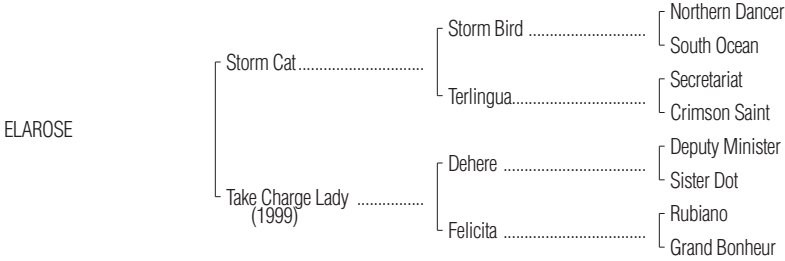 Northern Dancer
Storm Bird ..............................
South Ocean
Storm Cat ..............................
Secretariat
Terlingua..................................
Crimson Saint
ELAROSE
Deputy Minister
Dehere ....................................
Sister Dot
Take Charge Lady ................
(1999)
Rubiano
Felicita ....................................
Grand Bonheur